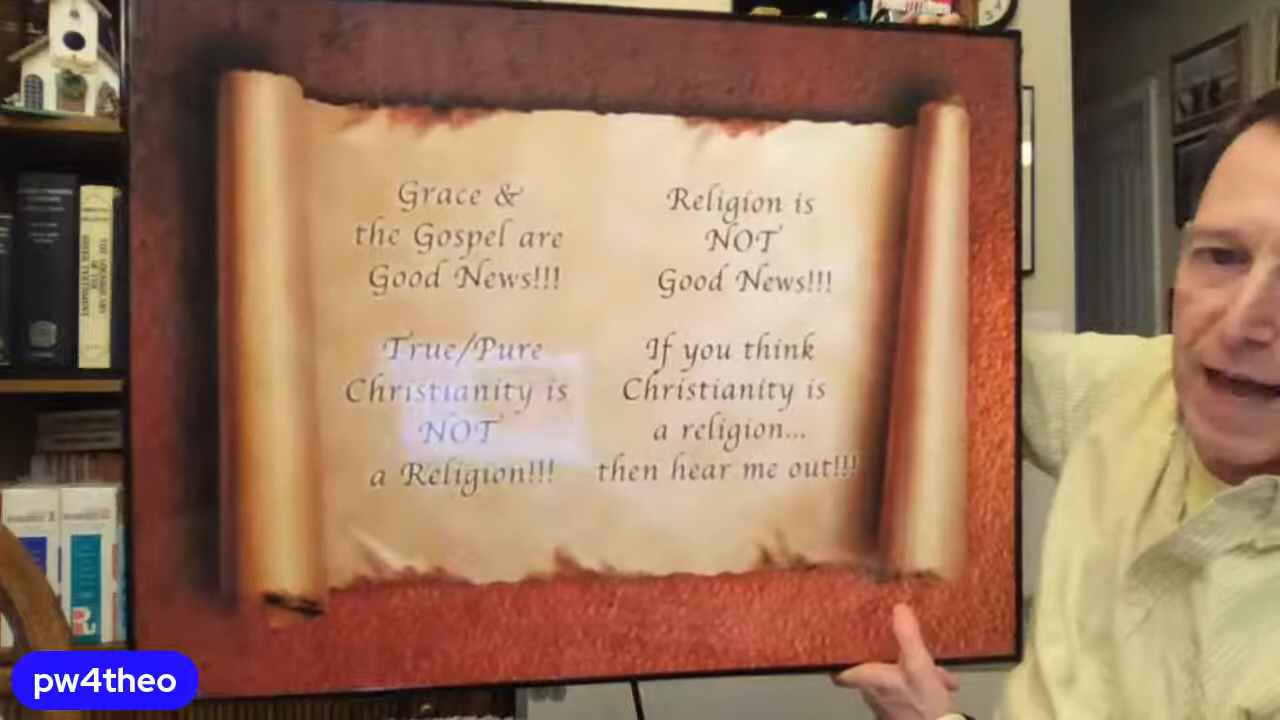 Grace &
the Gospel are
Good News!!!
True/Pure
Christianity is
NOT
a Religion!!!
Religion is
NOT
Good News!!!
If you think
Christianity is
a religion...
then hear me out!!!
pw4theo